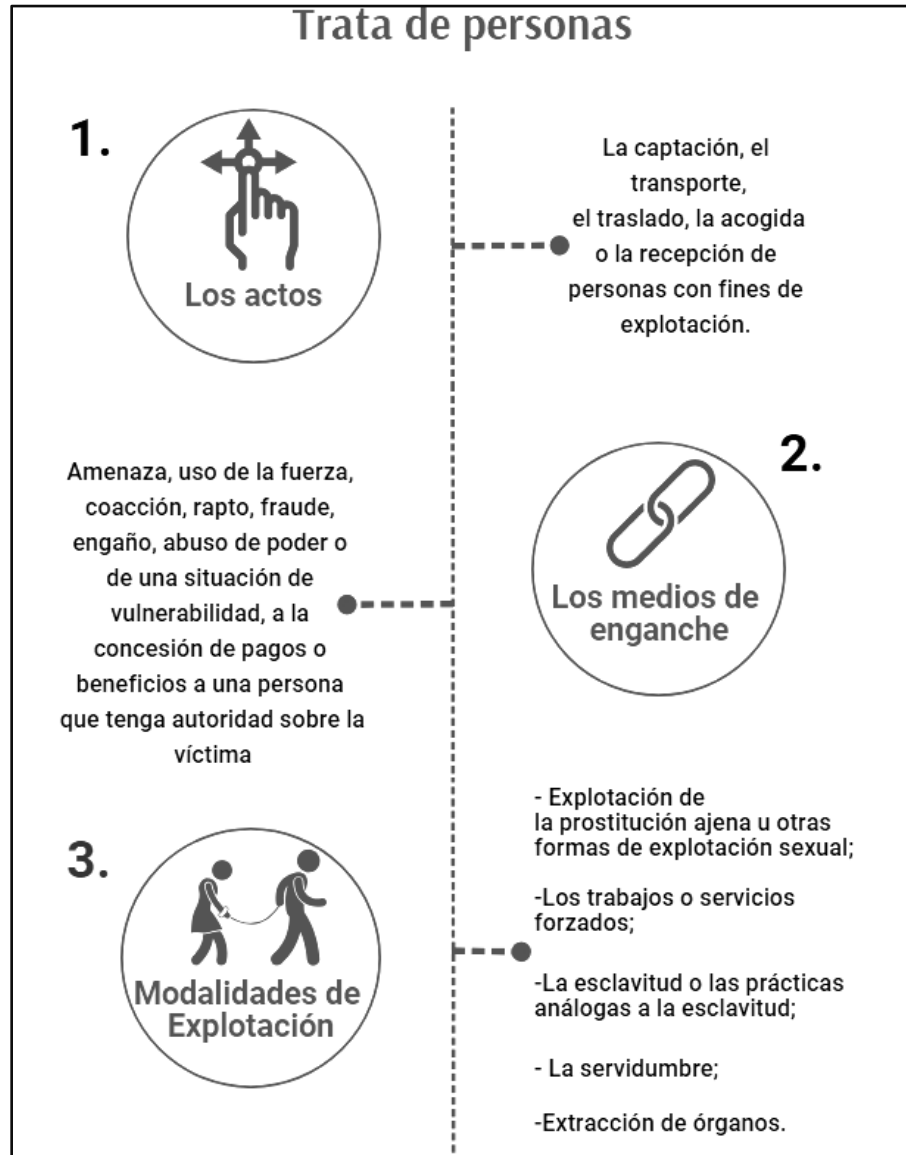 Trata de personas
1.
Los actos
La captación, el
transporte,
el traslado, la acogida
o la recepción de
personas con fines de
explotación.
2.
Los medios de
enganche
Amenaza, uso de la fuerza,
coacción, rapto, fraude,
engaño, abuso de poder o
de una situación de
vulnerabilidad, a la
concesión de pagos o
beneficios a una persona
que tenga autoridad sobre la
víctima
3.
Modalidades de
Explotación
- Explotación de
la prostitución ajena u otras
formas de explotación sexual;
-Los trabajos o servicios
forzados;
-La esclavitud o las prácticas
análogas a la esclavitud;
- La servidumbre;
-Extracción de órganos.